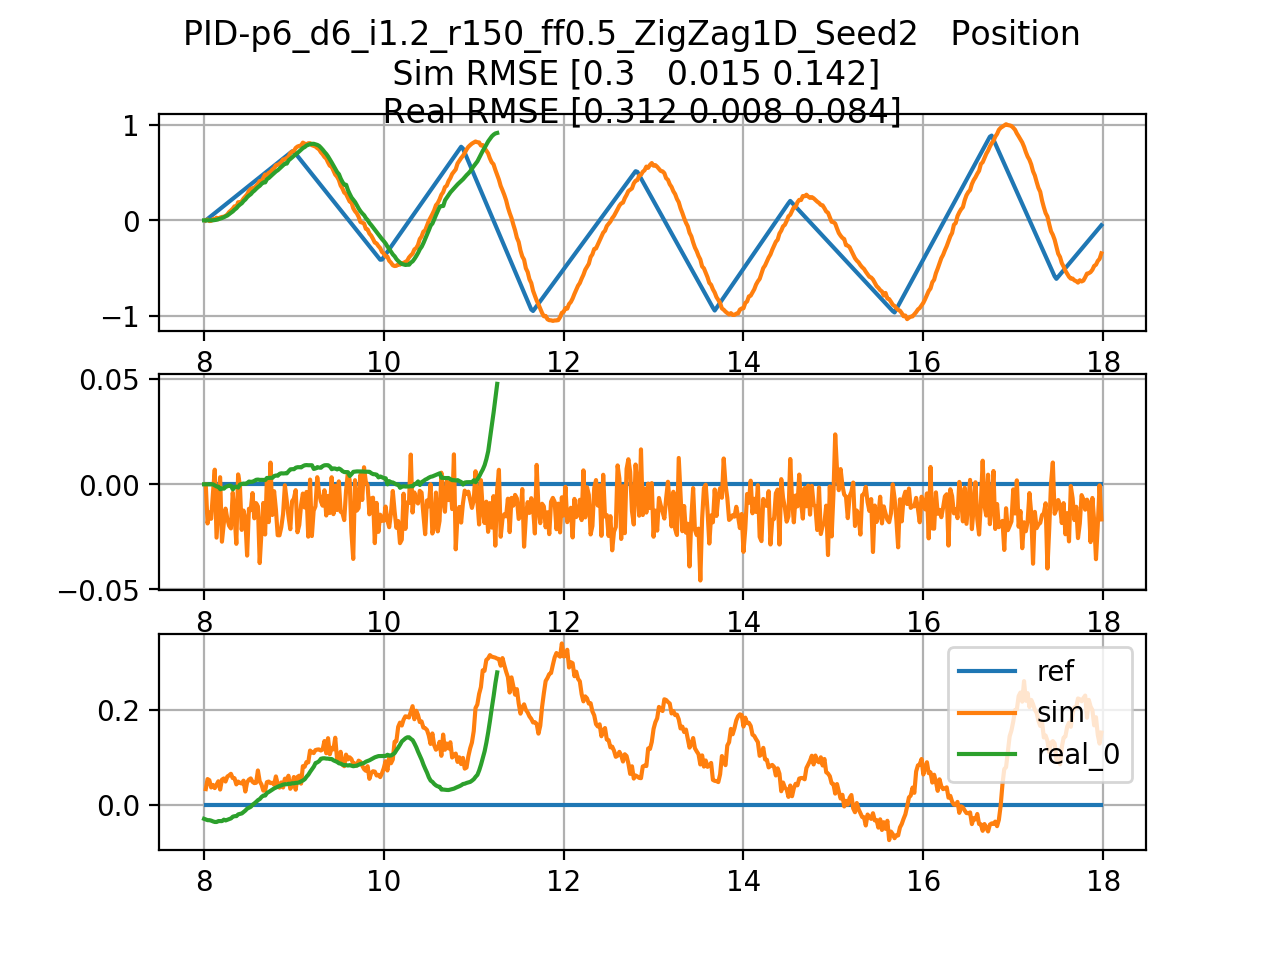 PID-p6_d6_i1.2_r150_ff0.5_ZigZag1D_Seed2   Position
Sim RMSE [0.3   0.015 0.142]
Real RMSE [0.312 0.008 0.084]
1
0
−1
8 10 12 14 16 18
0.05
0.00
−0.05
8 10 12 14 16 18
ref
sim
real_0
0.2
0.0
8 10 12 14 16 18